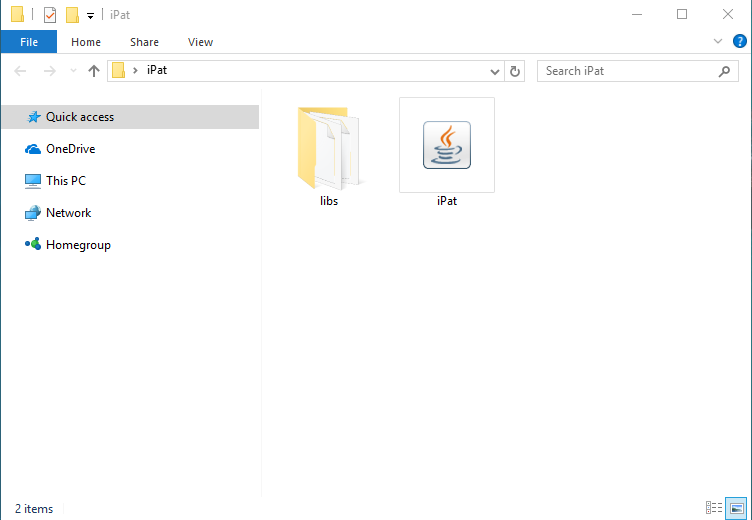 iPat
File Home Share View
iPat Search iPat
Quick access
OneDrive
This PC
Network
Homegroup
libs iPat
2 items